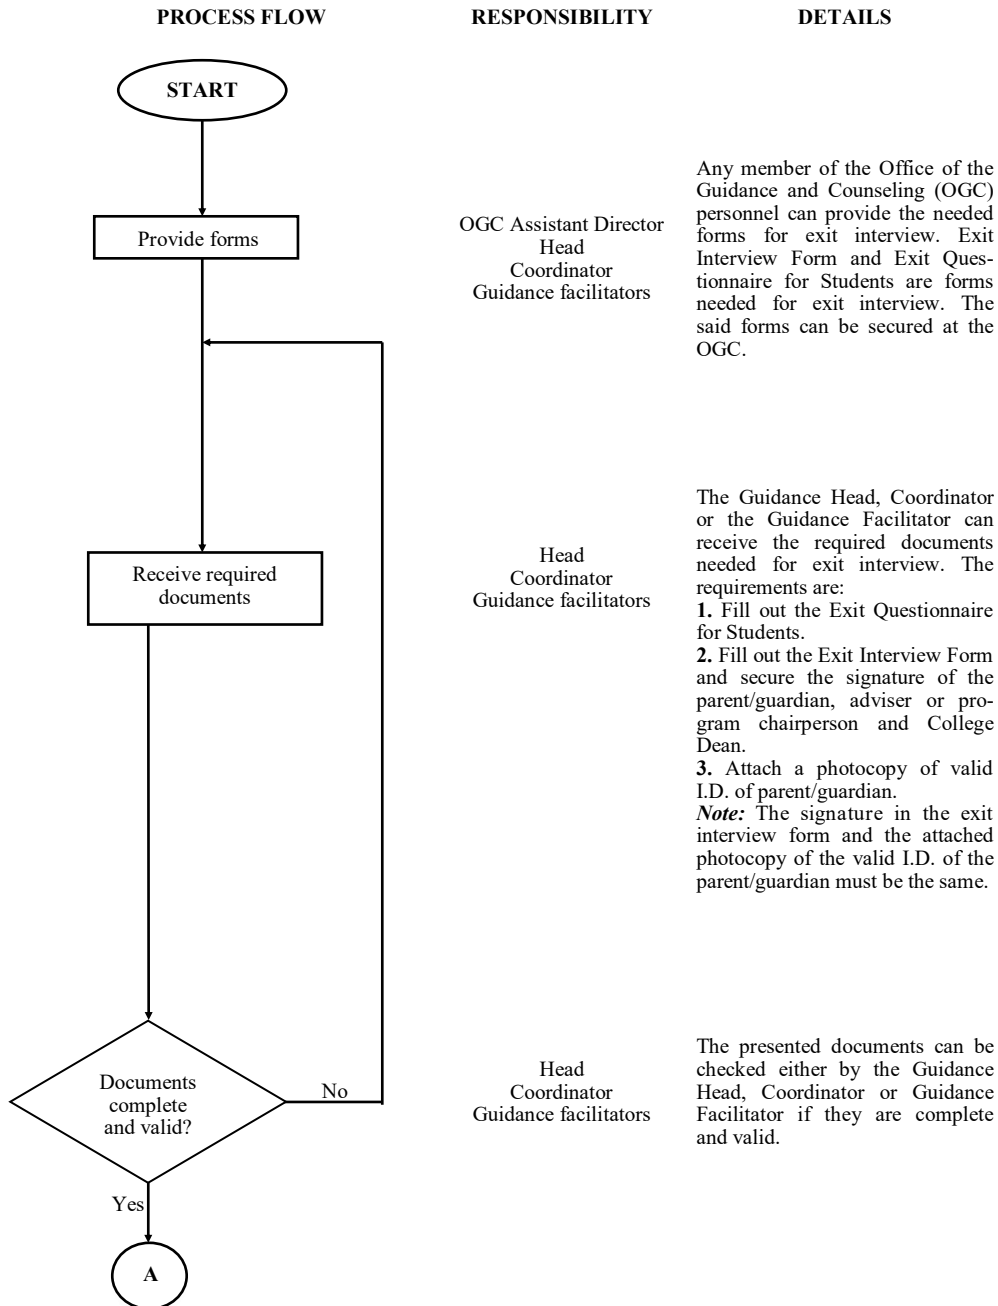 PROCESS FLOW RESPONSIBILITY DETAILS
START
Provide forms
OGC Assistant Director
Head
Coordinator
Guidance facilitators
Any member of the Office of the
Guidance and Counseling (OGC)
personnel can provide the needed
forms for exit interview. Exit
Interview Form and Exit Ques-
tionnaire for Students are forms
needed for exit interview. The
said forms can be secured at the
OGC.
Receive required
documents
Head
Coordinator
Guidance facilitators
The Guidance Head, Coordinator
or the Guidance Facilitator can
receive the required documents
needed for exit interview. The
requirements are:
1. Fill out the Exit Questionnaire
for Students.
2. Fill out the Exit Interview Form
and secure the signature of the
parent/guardian, adviser or pro-
gram chairperson and College
Dean.
3. Attach a photocopy of valid
I.D. of parent/guardian.
Note: The signature in the exit
interview form and the attached
photocopy of the valid I.D. of the
parent/guardian must be the same.
Documents
complete
and valid?
No
Head
Coordinator
Guidance facilitators
The presented documents can be
checked either by the Guidance
Head, Coordinator or Guidance
Facilitator if they are complete
and valid.
Yes
A